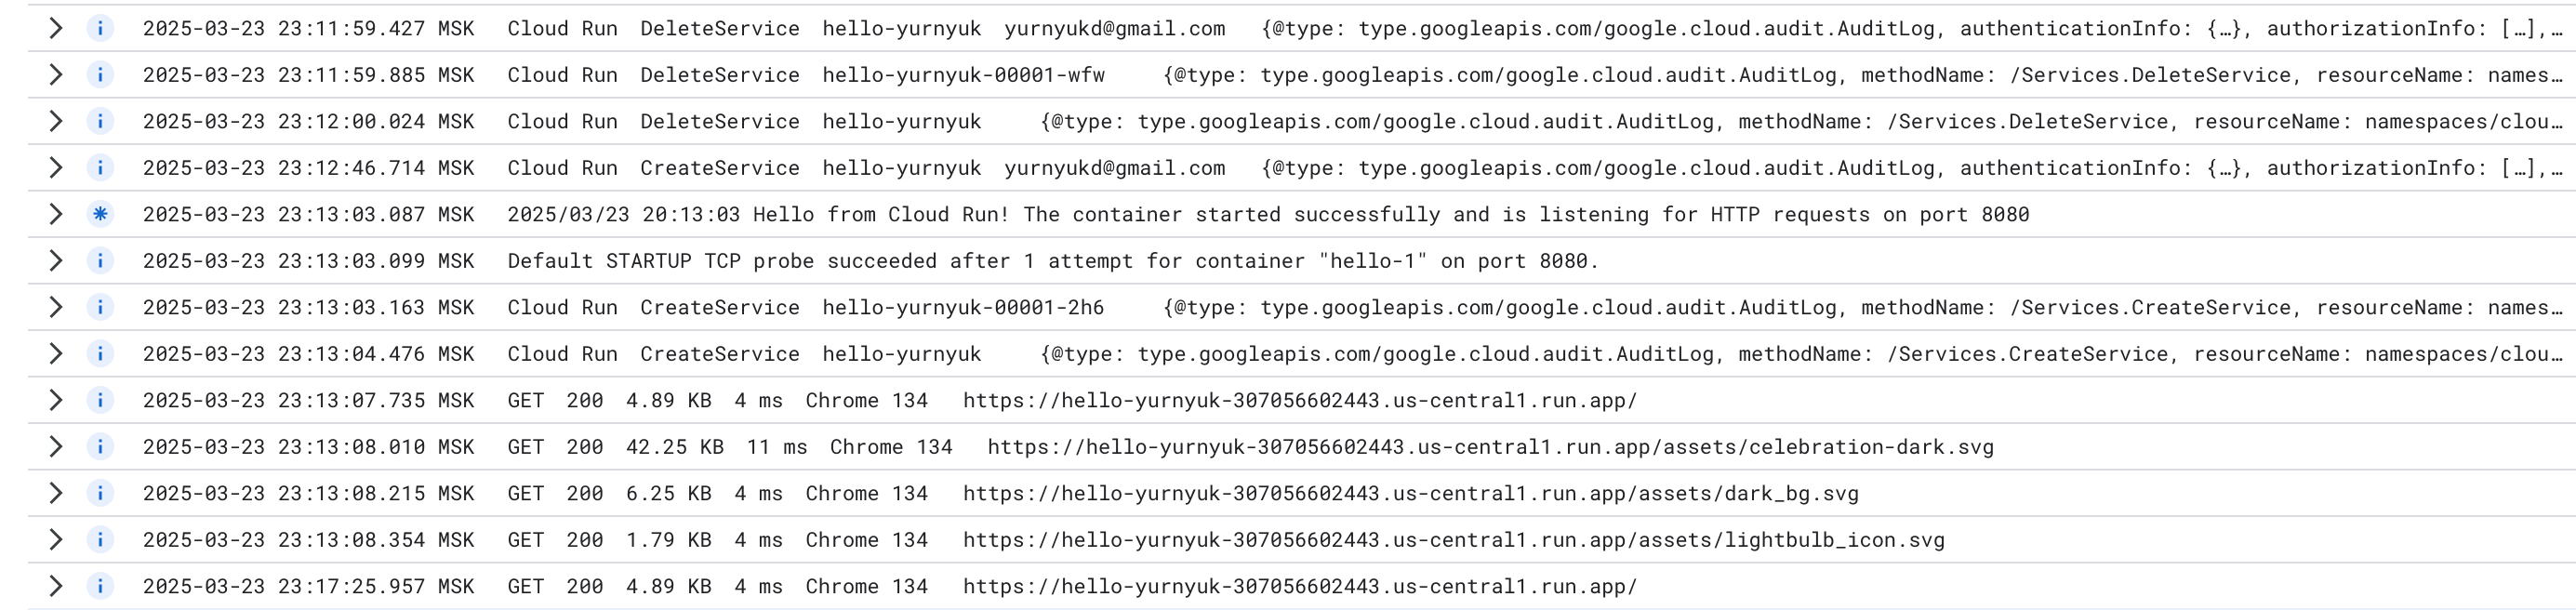 2025-03-23 23:11:59.427 MSK Cloud Run DeleteService hello-yurnyuk yurnyukd@gmail.com {@type: type.googleapis.com/google.cloud.audit.AuditLog, authenticationInfo: {…}, authorizationInfo: […],…
2025-03-23 23:11:59.885 MSK Cloud Run DeleteService hello-yurnyuk-00001-wfw {@type: type.googleapis.com/google.cloud.audit.AuditLog, methodName: /Services.DeleteService, resourceName: names…
2025-03-23 23:12:00.024 MSK Cloud Run DeleteService hello-yurnyuk {@type: type.googleapis.com/google.cloud.audit.AuditLog, methodName: /Services.DeleteService, resourceName: namespaces/clou…
2025-03-23 23:12:46.714 MSK Cloud Run CreateService hello-yurnyuk yurnyukd@gmail.com {@type: type.googleapis.com/google.cloud.audit.AuditLog, authenticationInfo: {…}, authorizationInfo: […],…
2025-03-23 23:13:03.087 MSK 2025/03/23 20:13:03 Hello from Cloud Run! The container started successfully and is listening for HTTP requests on port 8080
2025-03-23 23:13:03.099 MSK Default STARTUP TCP probe succeeded after 1 attempt for container "hello-1" on port 8080.
2025-03-23 23:13:03.163 MSK Cloud Run CreateService hello-yurnyuk-00001-2h6 {@type: type.googleapis.com/google.cloud.audit.AuditLog, methodName: /Services.CreateService, resourceName: names…
2025-03-23 23:13:04.476 MSK Cloud Run CreateService hello-yurnyuk {@type: type.googleapis.com/google.cloud.audit.AuditLog, methodName: /Services.CreateService, resourceName: namespaces/clou…
2025-03-23 23:13:07.735 MSK GET 200 4.89 KB 4 ms Chrome 134 https://hello-yurnyuk-307056602443.us-central1.run.app/
2025-03-23 23:13:08.010 MSK GET 200 42.25 KB 11 ms Chrome 134 https://hello-yurnyuk-307056602443.us-central1.run.app/assets/celebration-dark.svg
2025-03-23 23:13:08.215 MSK GET 200 6.25 KB 4 ms Chrome 134 https://hello-yurnyuk-307056602443.us-central1.run.app/assets/dark_bg.svg
2025-03-23 23:13:08.354 MSK GET 200 1.79 KB 4 ms Chrome 134 https://hello-yurnyuk-307056602443.us-central1.run.app/assets/lightbulb_icon.svg
2025-03-23 23:17:25.957 MSK GET 200 4.89 KB 4 ms Chrome 134 https://hello-yurnyuk-307056602443.us-central1.run.app/